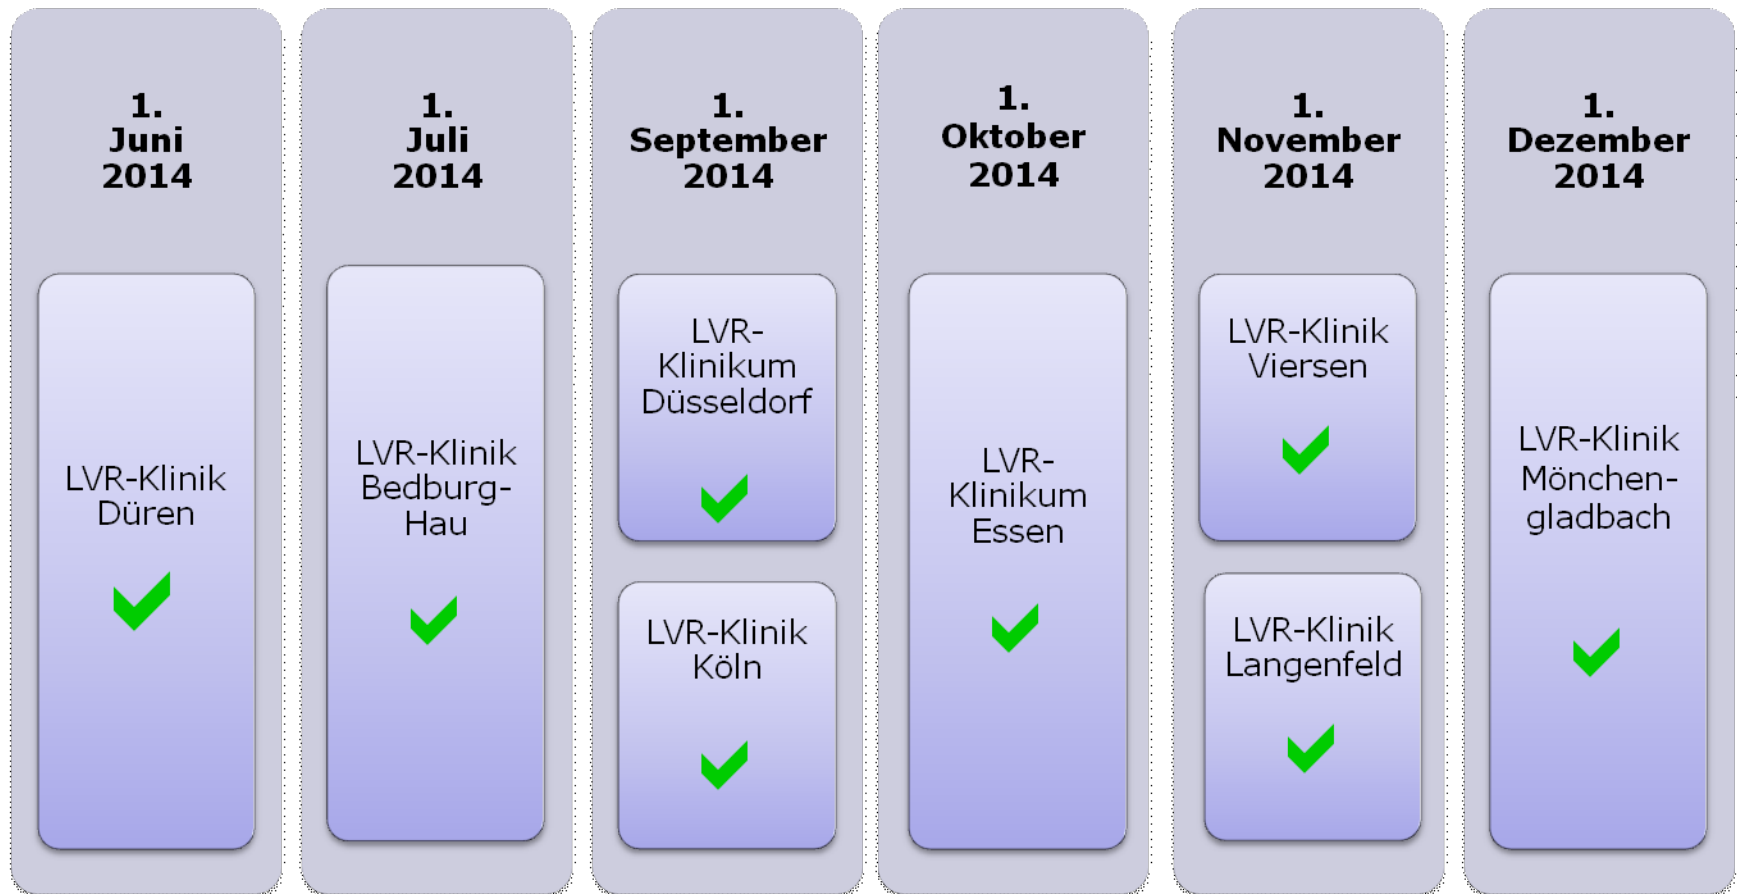 1.
Juni
2014
LVR-Klinik
Düren
1.
Juli
2014
LVR-Klinik
Bedburg-
Hau
1.
September
2014
LVR-
Klinikum
Düsseldorf
LVR-Klinik
Köln
1.
Oktober
2014
LVR-
Klinikum
Essen
1.
November
2014
LVR-Klinik
Viersen
LVR-Klinik
Langenfeld
1.
Dezember
2014
LVR-Klinik
Mönchen-
gladbach